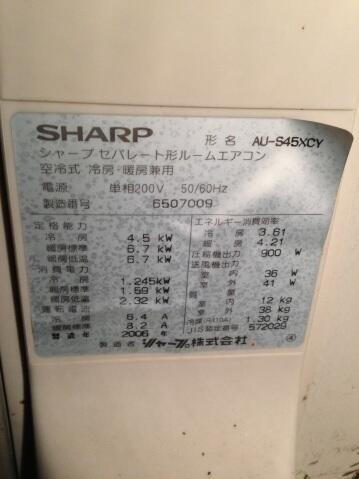 SHARP 形名 AU-S45XCY
シャープ セパレート形ルームエアコン
空冷式 冷房・暖房兼用
電源 単相200V 50/60Hz
製造番号 6507009
定格能力
冷房 4.5 kW
暖房標準 6.7 kW
暖房低温 6.7 kW
消費電力
冷房 1.245kW
暖房標準 1.59 kW
暖房低温 2.32 kW
運転電流
冷房 6.4 A
暖房標準 8.2 A
製造年 2006 年
エネルギー消費効率
冷房 3.61
暖房 4.21
圧縮機出力 900 W
送風機出力
室内 36 W
室外 41 W
質量
室内 12 kg
室外 38 kg
冷媒(R410A) 1.30 kg
JIS認定番号 572029
製造者 シャープ株式会社